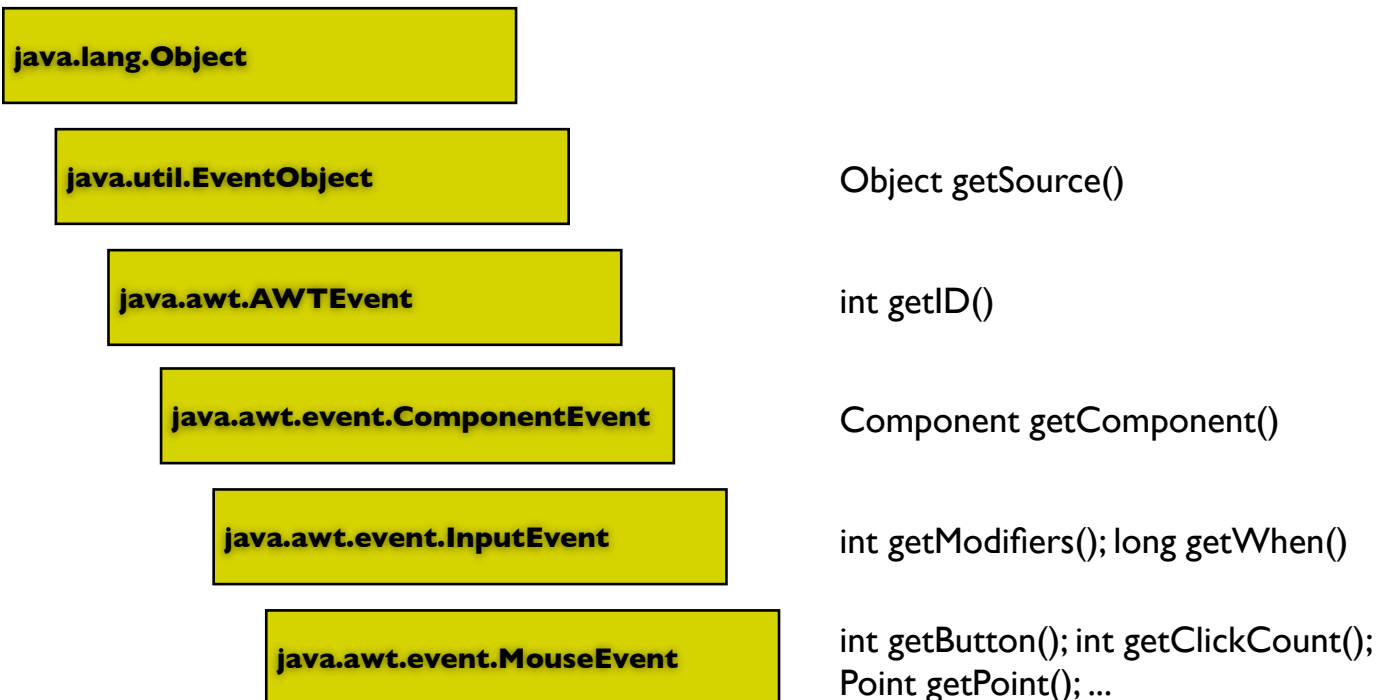 java.lang.Object
java.util.EventObject
Object getSource()
java.awt.AWTEvent
int getID()
java.awt.event.ComponentEvent
Component getComponent()
java.awt.event.InputEvent
int getModifiers(); long getWhen()
java.awt.event.MouseEvent
int getButton(); int getClickCount();
Point getPoint(); ...